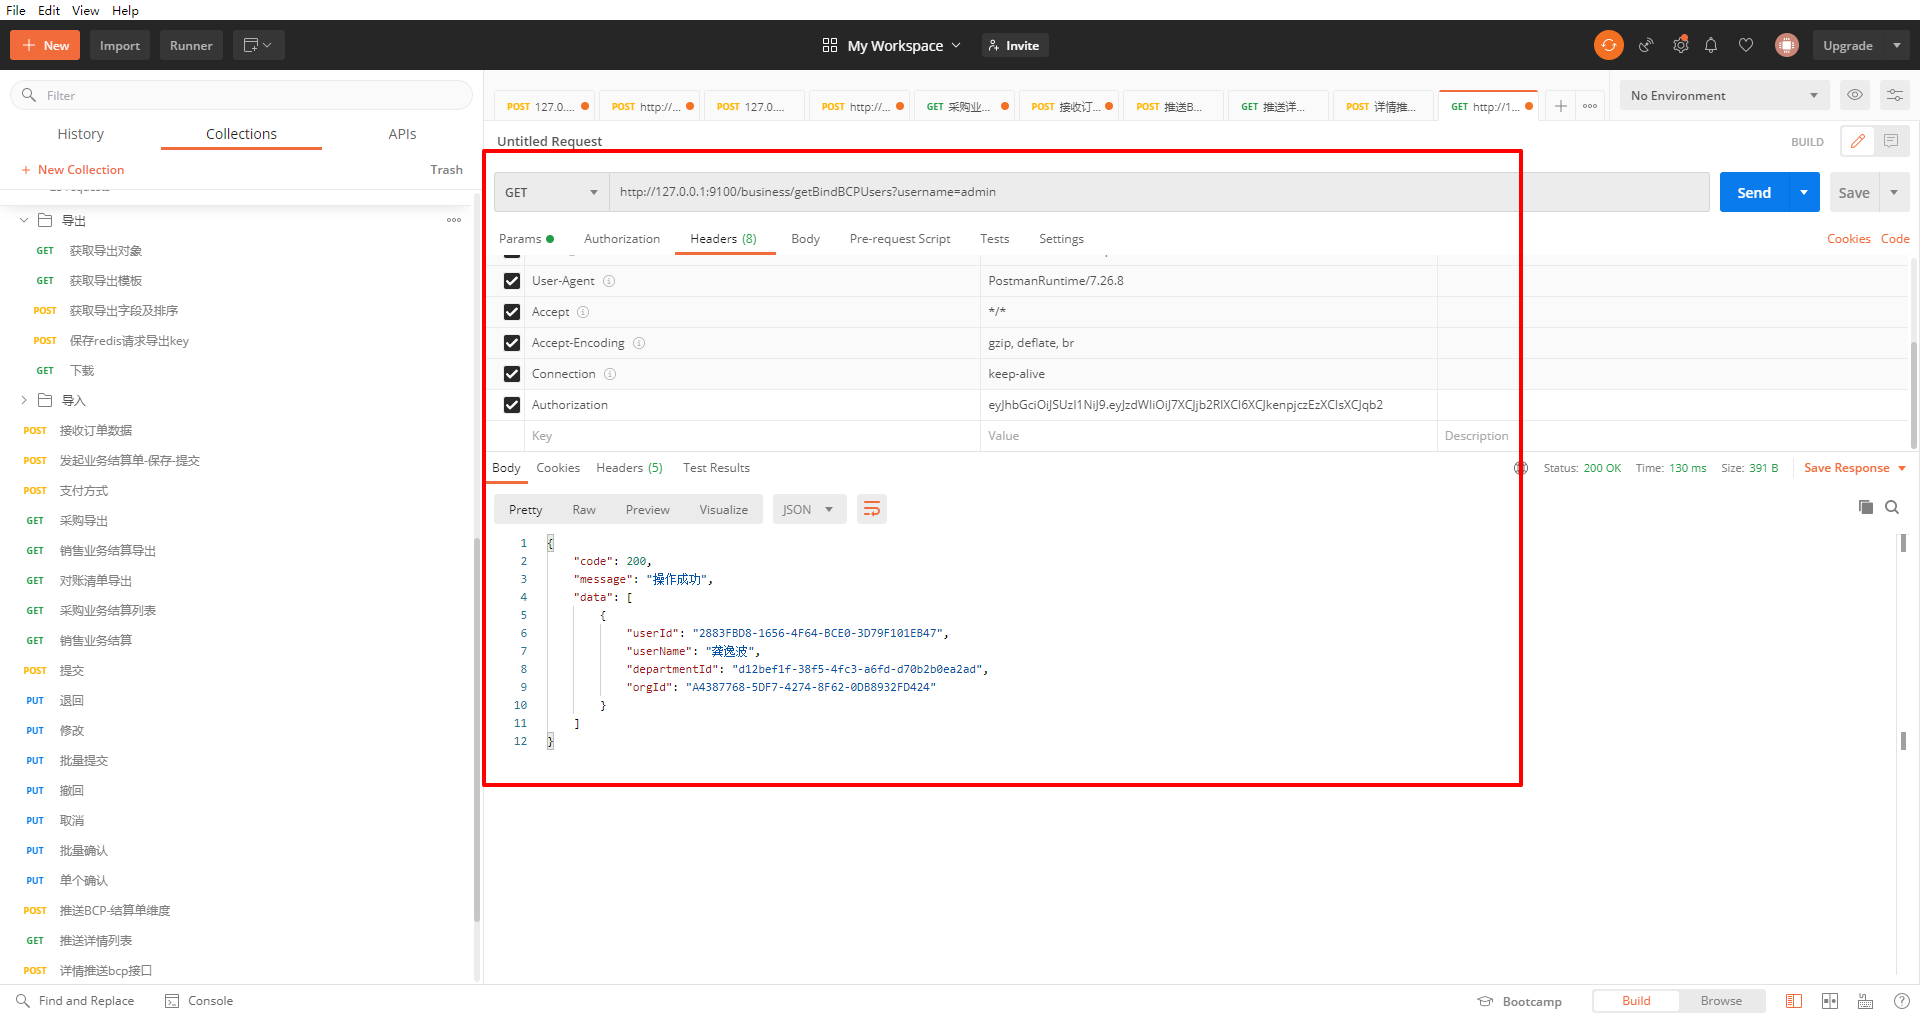 File Edit View Help
New Import Runner My Workspace Invite Upgrade
Filter
History Collections APIs
New Collection Trash
导出
GET 获取导出对象
GET 获取导出模板
POST 获取导出字段及排序
POST 保存redis请求导出key
GET 下载
导入
POST 接收订单数据
POST 发起业务结算单-保存-提交
POST 支付方式
GET 采购导出
GET 销售业务结算导出
GET 对账清单导出
GET 采购业务结算列表
GET 销售业务结算
POST 提交
PUT 退回
PUT 修改
PUT 批量提交
PUT 撤回
PUT 取消
PUT 批量确认
PUT 单个确认
POST 推送BCP-结算单维度
GET 推送详情列表
POST 详情推送bcp接口
POST 127.0.... POST http://... POST 127.0.... POST http://... GET 采购业... POST 接收订... POST 推送B... GET 推送详... POST 详情推... GET http://1... No Environment
Untitled Request BUILD
GET http://127.0.0.1:9100/business/getBindBCPUsers?username=admin Send Save
Params Authorization Headers (8) Body Pre-request Script Tests Settings Cookies Code
User-Agent PostmanRuntime/7.26.8
Accept */*
Accept-Encoding gzip, deflate, br
Connection keep-alive
Authorization eyJhbGciOiJSUzI1NiJ9.eyJzdWIiOiJ7XCJjb2RlXCI6XCJkenpjczEzXCIsXCJqb2
Key Value Description
Body Cookies Headers (5) Test Results Status: 200 OK Time: 130 ms Size: 391 B Save Response
Pretty Raw Preview Visualize JSON
1 {
2 "code": 200,
3 "message": "操作成功",
4 "data": [
5 {
6 "userId": "2883FBD8-1656-4F64-BCE0-3D79F101EB47",
7 "userName": "龚逸波",
8 "departmentId": "d12bef1f-38f5-4fc3-a6fd-d70b2b0ea2ad",
9 "orgId": "A4387768-5DF7-4274-8F62-0DB8932FD424"
10 }
11 ]
12 }
Find and Replace Console Bootcamp Build Browse